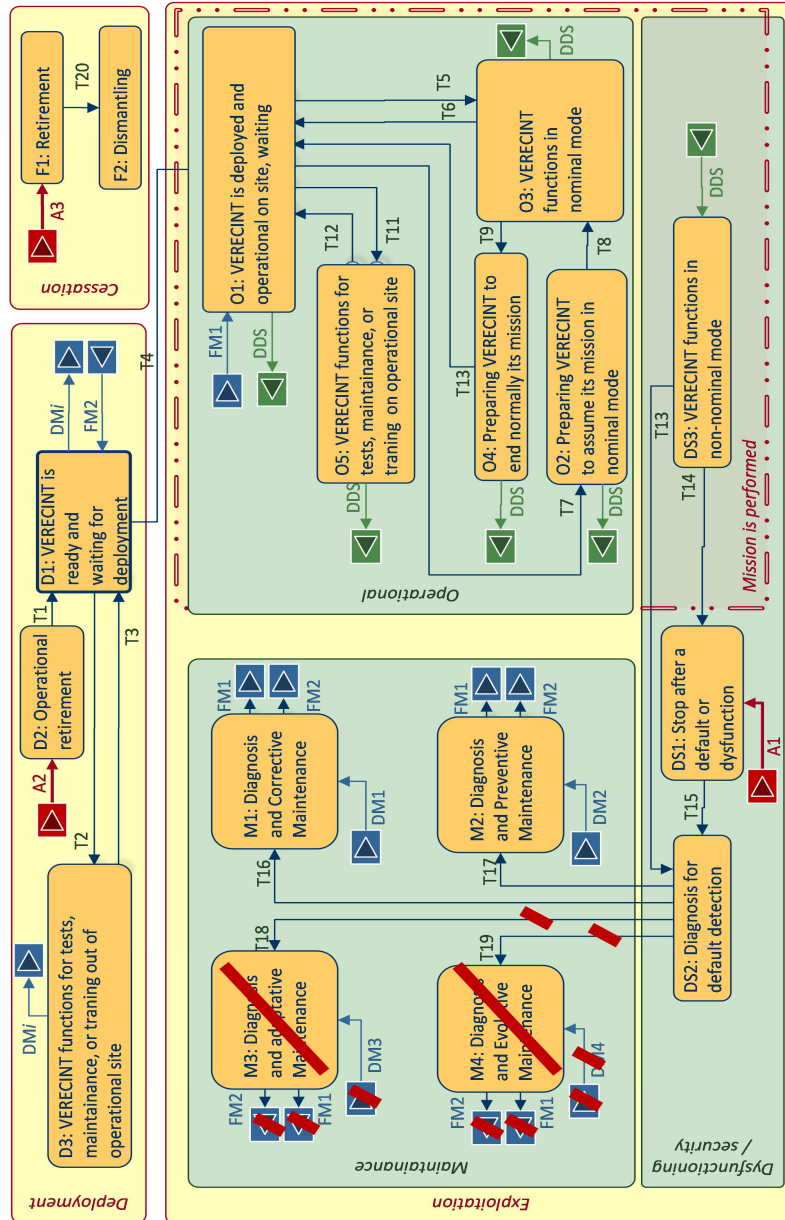 Deployment
D3: VERECINT functions for tests,
maintainance, or traning out of
operational site
DMi
T2
A2
D2: Operational
retirement
T1
T3
D1: VERECINT is
ready and
waiting for
deployment
DMi
FM2
T4
Cessation
A3
F1: Retirement
T20
F2: Dismantling
Exploitation
Maintainance
M3: Diagnosis
and adaptative
Maintenance
FM2
FM1
DM3
T18
M1: Diagnosis
and Corrective
Maintenance
T16
FM1
FM2
DM1
M4: Diagnosis
and Evolutive
Maintenance
FM2
FM1
DM4
T19
M2: Diagnosis
and Preventive
Maintenance
T17
FM1
FM2
DM2
Operational
O1: VERECINT is deployed and
operational on site, waiting
FM1
DDS
T12
T11
T5
T6
O5: VERECINT functions for
tests, maintainance, or
traning on operational site
DDS
T13
O4: Preparing VERECINT to
end normally its mission
DDS
T9
O3: VERECINT
functions in
nominal mode
DDS
O2: Preparing VERECINT
to assume its mission in
nominal mode
T7
DDS
T8
Dysfunctioning
/ security
DS2: Diagnosis for
default detection
T15
DS1: Stop after a
default or
dysfunction
A1
T13
T14
DS3: VERECINT functions in
non-nominal mode
DDS
Mission is performed